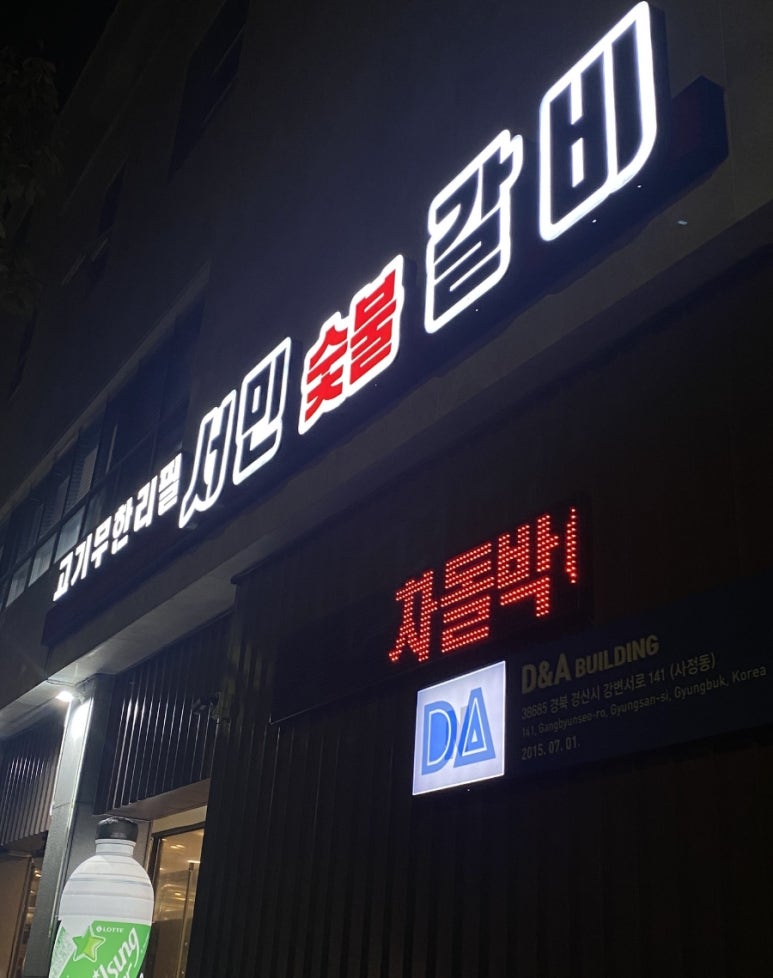 고기무한리필 서민 숯불 갈비
차돌박
D&A BUILDING
38685 경북 경산시 강변서로 141 (사정동)
141, Gangbyunseo-ro, Gyungsan-si, Gyungbuk, Korea
2015. 07. 01.
DA
LOTTE